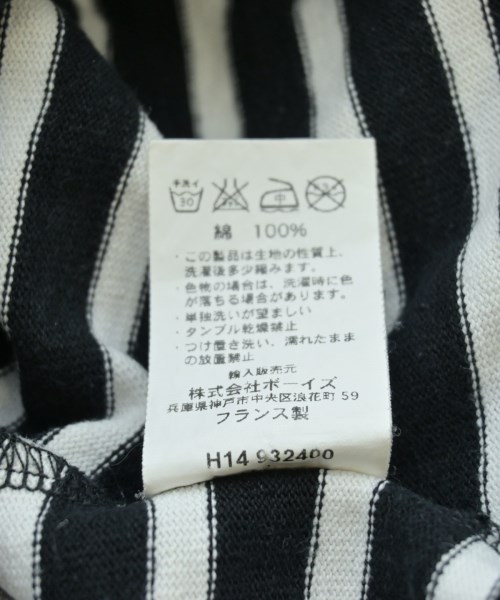 手洗イ
30
中
綿 100%
・この製品は生地の性質上、
洗濯後多少縮みます。
・色物の場合は、洗濯時に色
が落ちる場合があります。
・単独洗いが望ましい
・タンブル乾燥禁止
・つけ置き洗い、濡れたまま
の放置禁止
輸入販売元
株式会社ボーイズ
兵庫県神戸市中央区浪花町 59
フランス製
H14 932400